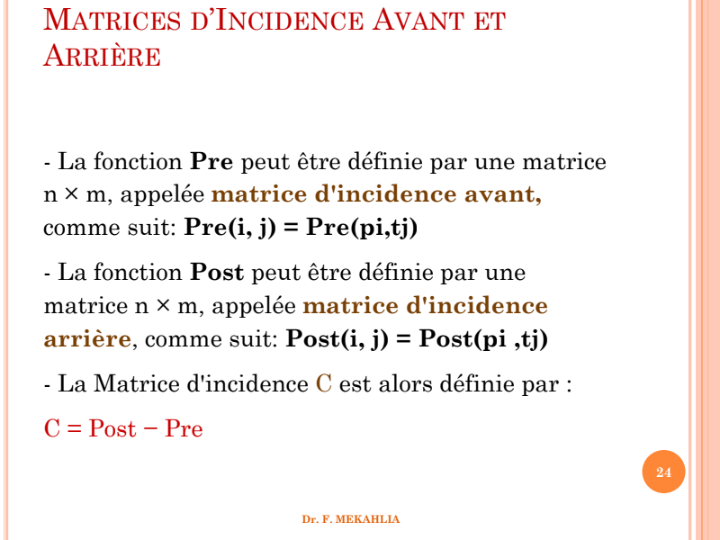 MATRICES D'INCIDENCE AVANT ET
ARRIÈRE
- La fonction Pre peut être définie par une matrice
n × m, appelée matrice d'incidence avant,
comme suit: Pre(i, j) = Pre(pi,tj)
- La fonction Post peut être définie par une
matrice n × m, appelée matrice d'incidence
arrière, comme suit: Post(i, j) = Post(pi ,tj)
- La Matrice d'incidence C est alors définie par :
C = Post − Pre
24
Dr. F. MEKAHLIA